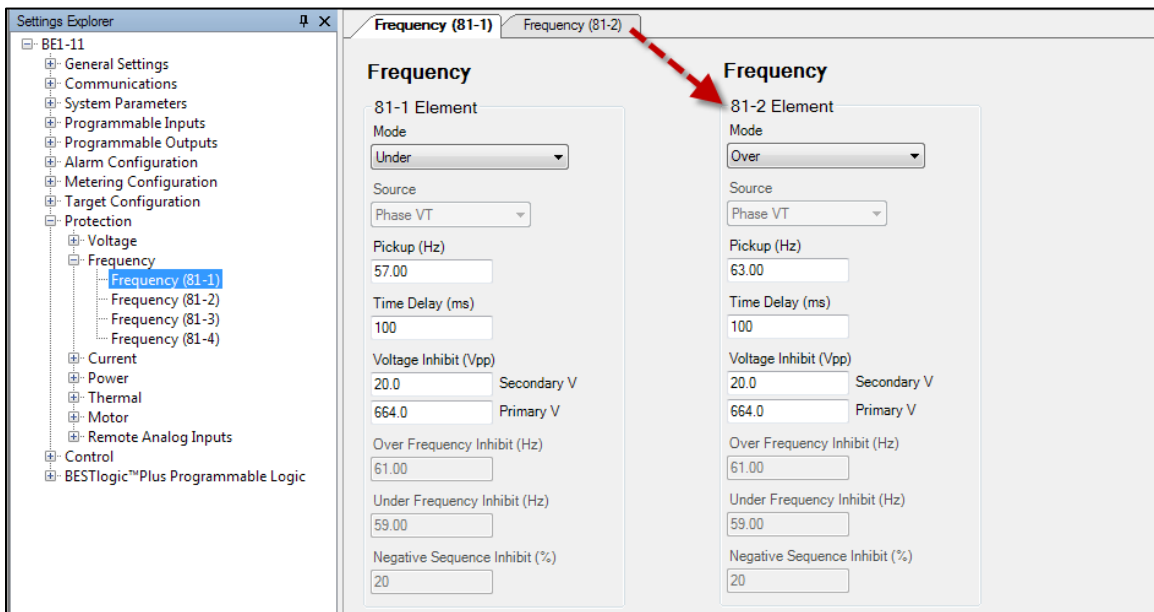 Settings Explorer
BE1-11
General Settings
Communications
System Parameters
Programmable Inputs
Programmable Outputs
Alarm Configuration
Metering Configuration
Target Configuration
Protection
Voltage
Frequency
Frequency (81-1)
Frequency (81-2)
Frequency (81-3)
Frequency (81-4)
Current
Power
Thermal
Motor
Remote Analog Inputs
Control
BESTlogic™Plus Programmable Logic
Frequency (81-1)
Frequency (81-2)
Frequency
81-1 Element
Mode
Under
Source
Phase VT
Pickup (Hz)
57.00
Time Delay (ms)
100
Voltage Inhibit (Vpp)
20.0 Secondary V
664.0 Primary V
Over Frequency Inhibit (Hz)
61.00
Under Frequency Inhibit (Hz)
59.00
Negative Sequence Inhibit (%)
20
Frequency
81-2 Element
Mode
Over
Source
Phase VT
Pickup (Hz)
63.00
Time Delay (ms)
100
Voltage Inhibit (Vpp)
20.0 Secondary V
664.0 Primary V
Over Frequency Inhibit (Hz)
61.00
Under Frequency Inhibit (Hz)
59.00
Negative Sequence Inhibit (%)
20